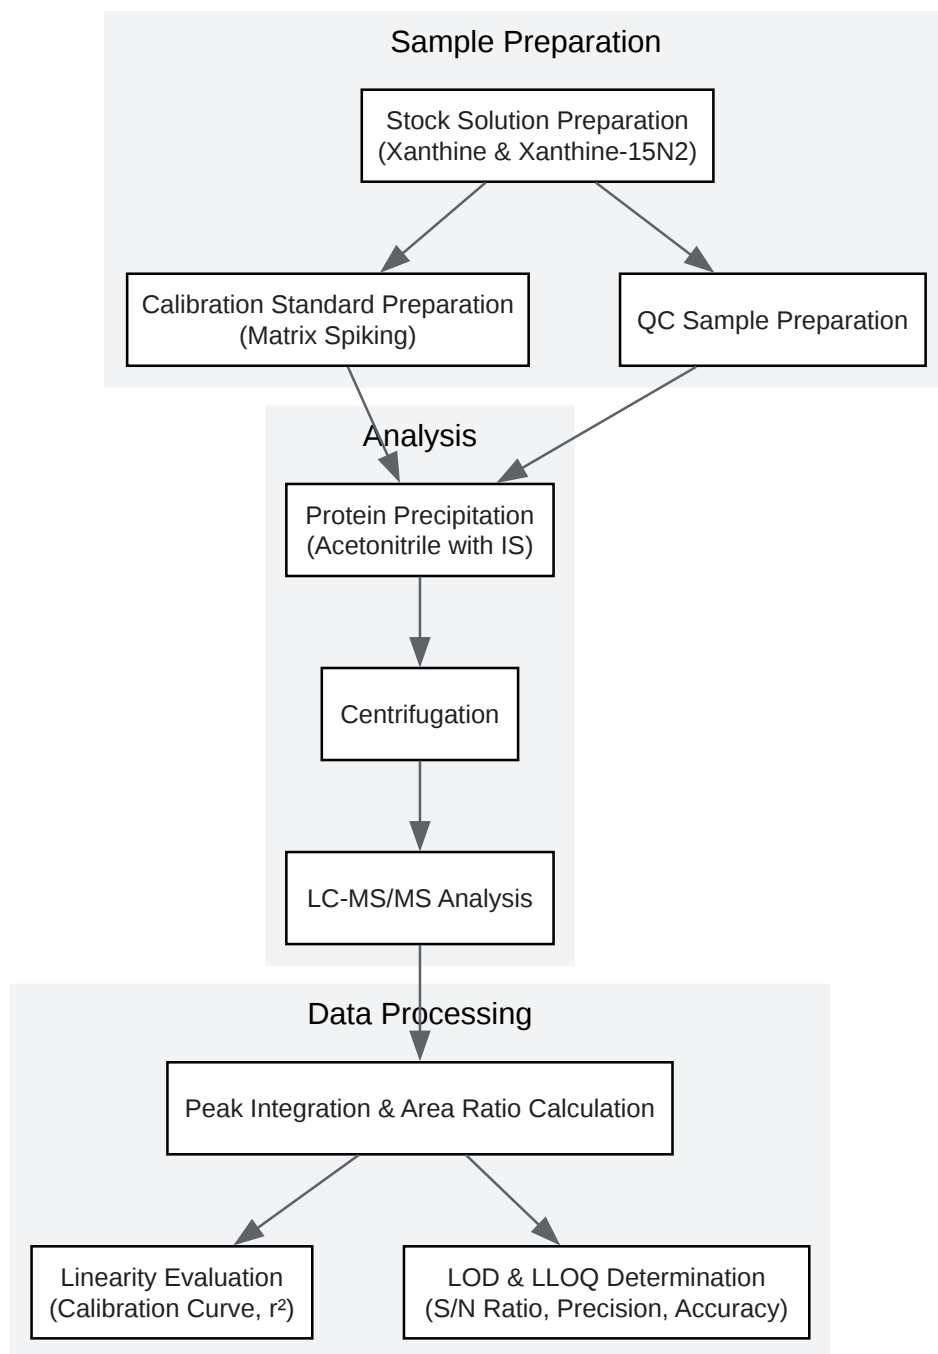 Sample Preparation
Stock Solution Preparation
(Xanthine & Xanthine-15N2)
Calibration Standard Preparation
(Matrix Spiking)
QC Sample Preparation
Analysis
Protein Precipitation
(Acetonitrile with IS)
Centrifugation
LC-MS/MS Analysis
Data Processing
Peak Integration & Area Ratio Calculation
Linearity Evaluation
(Calibration Curve, r²)
LOD & LLOQ Determination
(S/N Ratio, Precision, Accuracy)